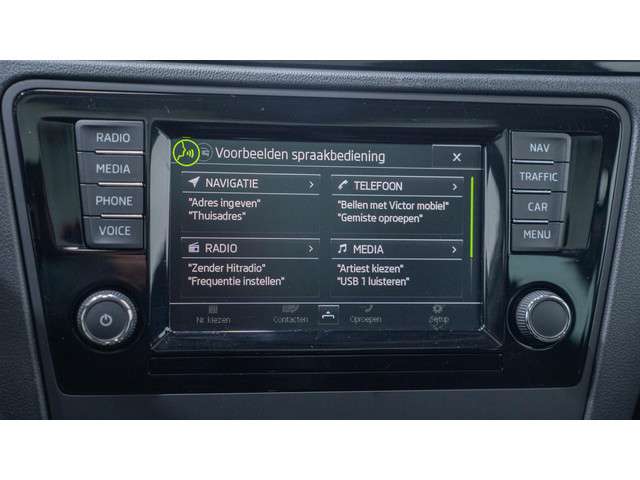 RADIO
MEDIA
PHONE
VOICE
Voorbeelden spraakbediening
NAVIGATIE
"Adres ingeven"
"Thuisadres"
TELEFOON
"Bellen met Victor mobiel"
"Gemiste oproepen"
RADIO
"Zender Hitradio"
"Frequentie instellen"
MEDIA
"Artiest kiezen"
"USB 1 luisteren"
Nr. kiezen
Contacten
Oproepen
Setup
NAV
TRAFFIC
CAR
MENU